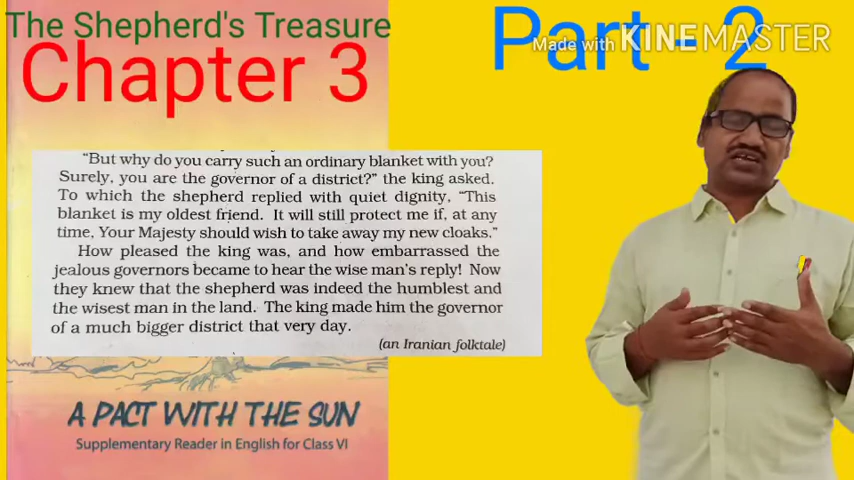 The Shepherd's Treasure
Chapter 3
Part - 2
Made with KINEMASTER
"But why do you carry such an ordinary blanket with you?
Surely, you are the governor of a district?" the king asked.
To which the shepherd replied with quiet dignity, "This
blanket is my oldest friend. It will still protect me if, at any
time, Your Majesty should wish to take away my new cloaks."
How pleased the king was, and how embarrassed the
jealous governors became to hear the wise man's reply! Now
they knew that the shepherd was indeed the humblest and
the wisest man in the land. The king made him the governor
of a much bigger district that very day.
(an Iranian folktale)
A PACT WITH THE SUN
Supplementary Reader in English for Class VI